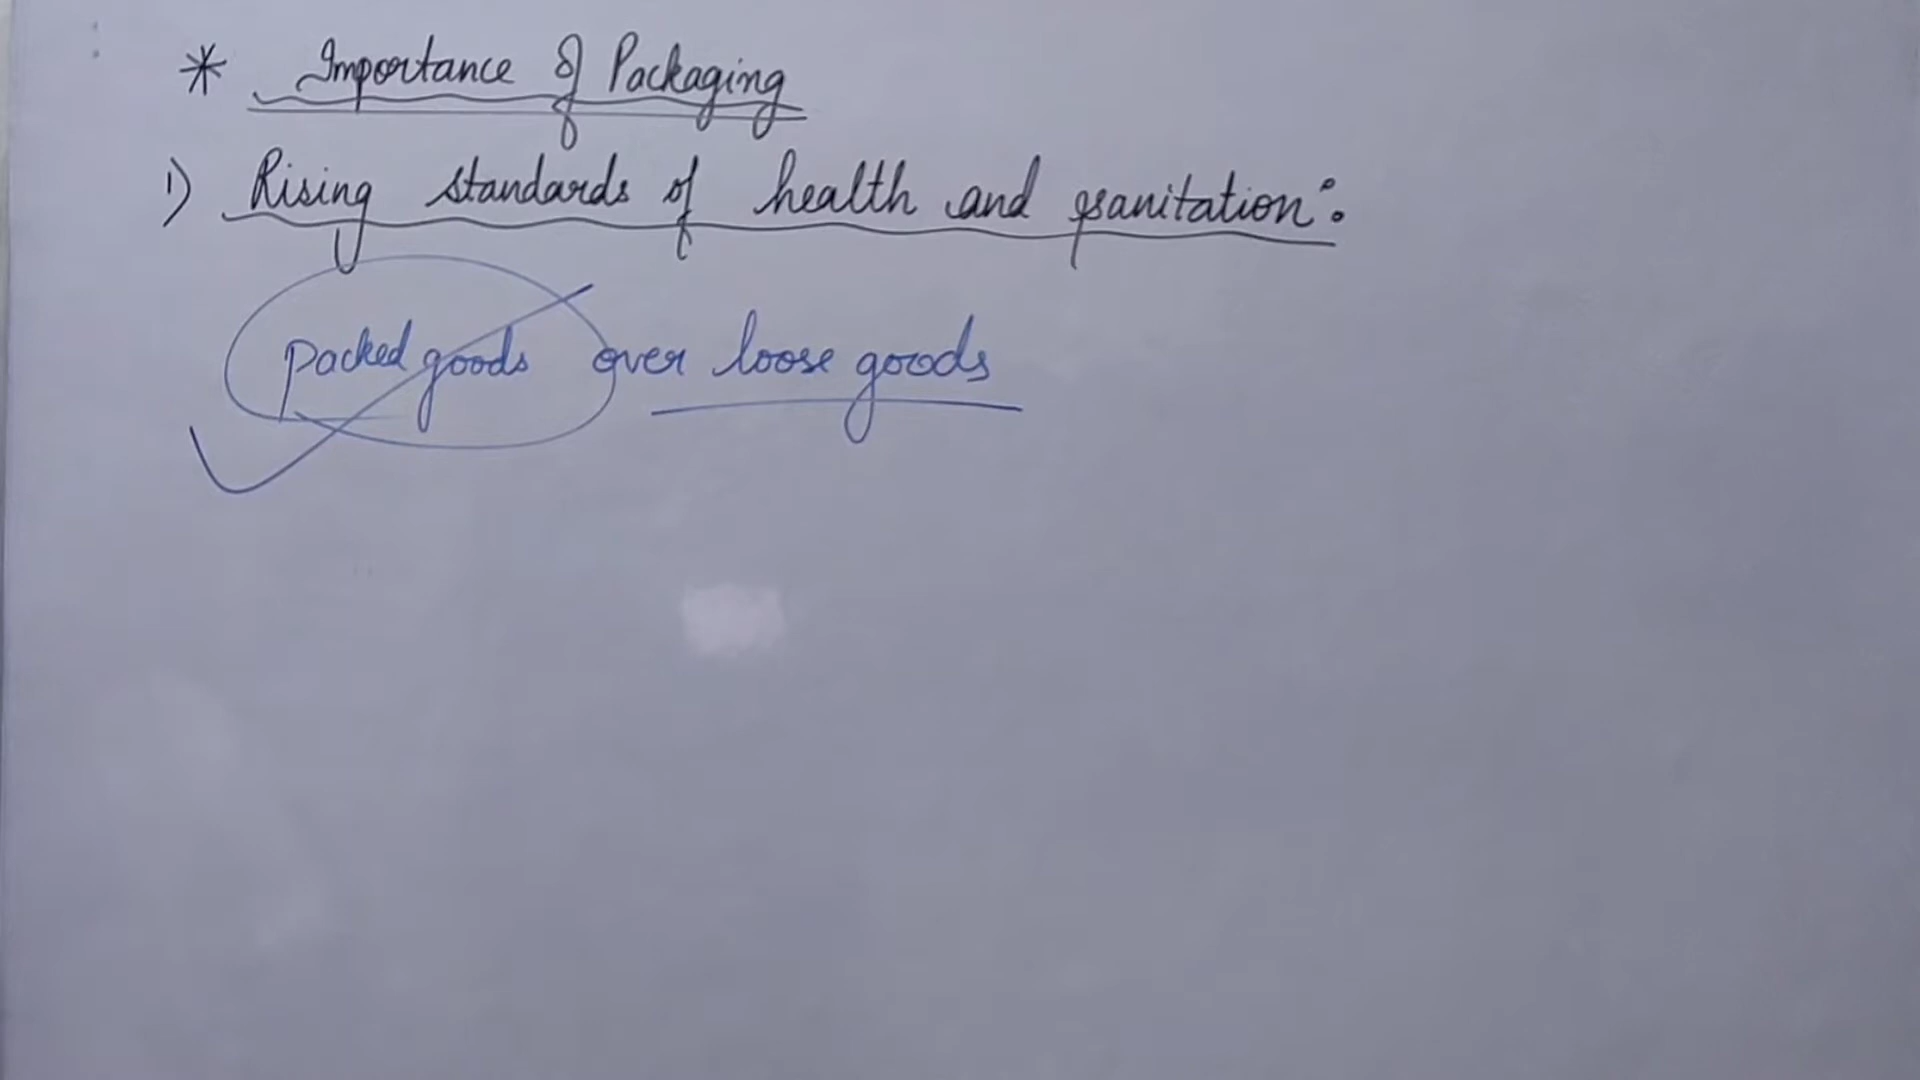 * Importance of Packaging
1) Rising standards of health and sanitation:
packed goods over loose goods